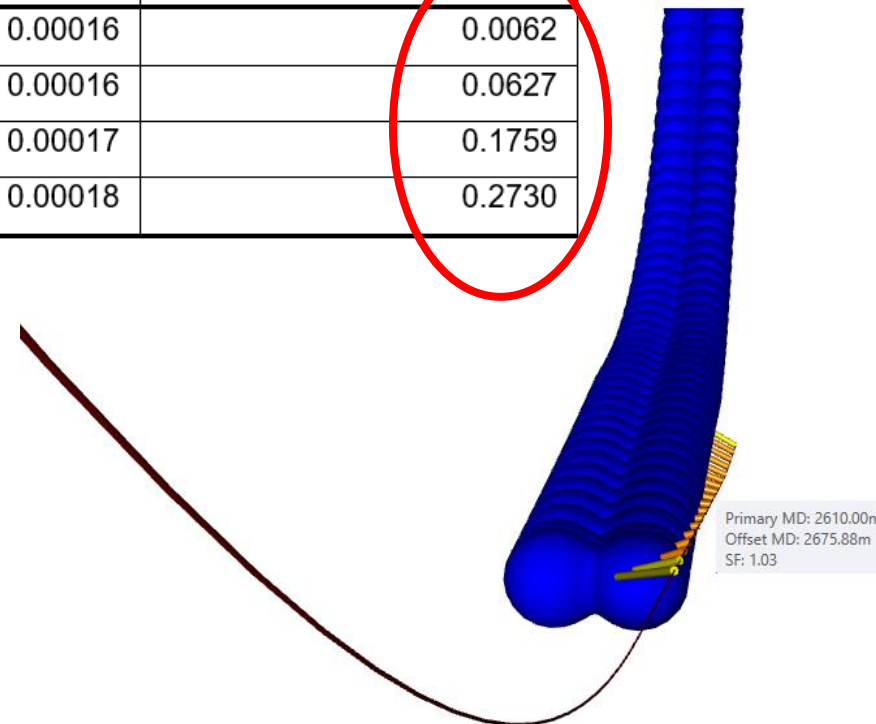 0.00016 0.0062
0.00016 0.0627
0.00017 0.1759
0.00018 0.2730
Primary MD: 2610.00m
Offset MD: 2675.88m
SF: 1.03